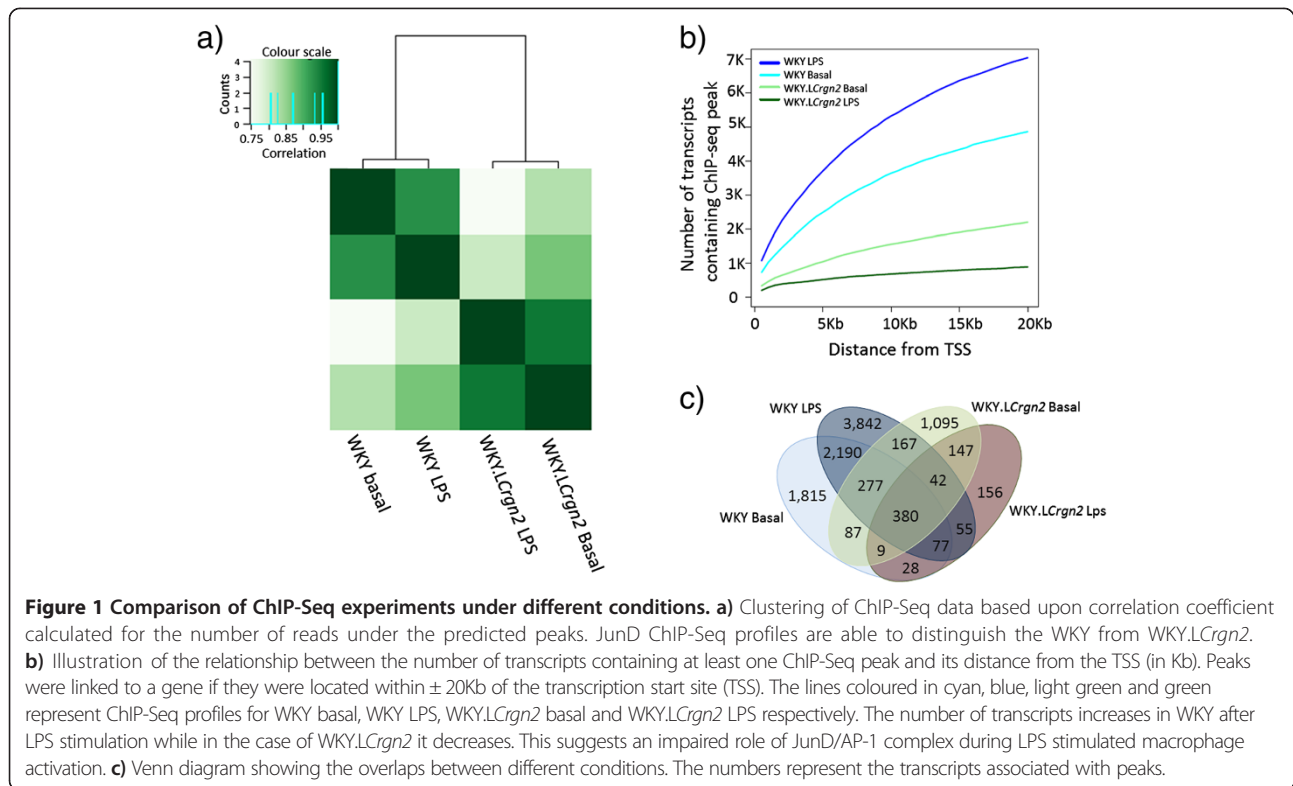 a)
Colour scale
Counts
4
3
2
1
0
0.75 0.85 0.95
Correlation
WKY basal
WKY LPS
WKY.LCrgn2 LPS
WKY.LCrgn2 Basal
b)
Number of transcripts
containing ChIP-seq peak
7K
6K
5K
4K
3K
2K
1K
0
WKY LPS
WKY Basal
WKY.LCrgn2 Basal
WKY.LCrgn2 LPS
0 5Kb 10Kb 15Kb 20Kb
Distance from TSS
c)
WKY LPS
WKY.LCrgn2 Basal
3,842 1,095
2,190 167 147
1,815 277 42 156
WKY Basal
WKY.LCrgn2 Lps
380
87 55
9 77
28
Figure 1 Comparison of ChIP-Seq experiments under different conditions. a) Clustering of ChIP-Seq data based upon correlation coefficient
calculated for the number of reads under the predicted peaks. JunD ChIP-Seq profiles are able to distinguish the WKY from WKY.LCrgn2.
b) Illustration of the relationship between the number of transcripts containing at least one ChIP-Seq peak and its distance from the TSS (in Kb). Peaks
were linked to a gene if they were located within ± 20Kb of the transcription start site (TSS). The lines coloured in cyan, blue, light green and green
represent ChIP-Seq profiles for WKY basal, WKY LPS, WKY.LCrgn2 basal and WKY.LCrgn2 LPS respectively. The number of transcripts increases in WKY after
LPS stimulation while in the case of WKY.LCrgn2 it decreases. This suggests an impaired role of JunD/AP-1 complex during LPS stimulated macrophage
activation. c) Venn diagram showing the overlaps between different conditions. The numbers represent the transcripts associated with peaks.